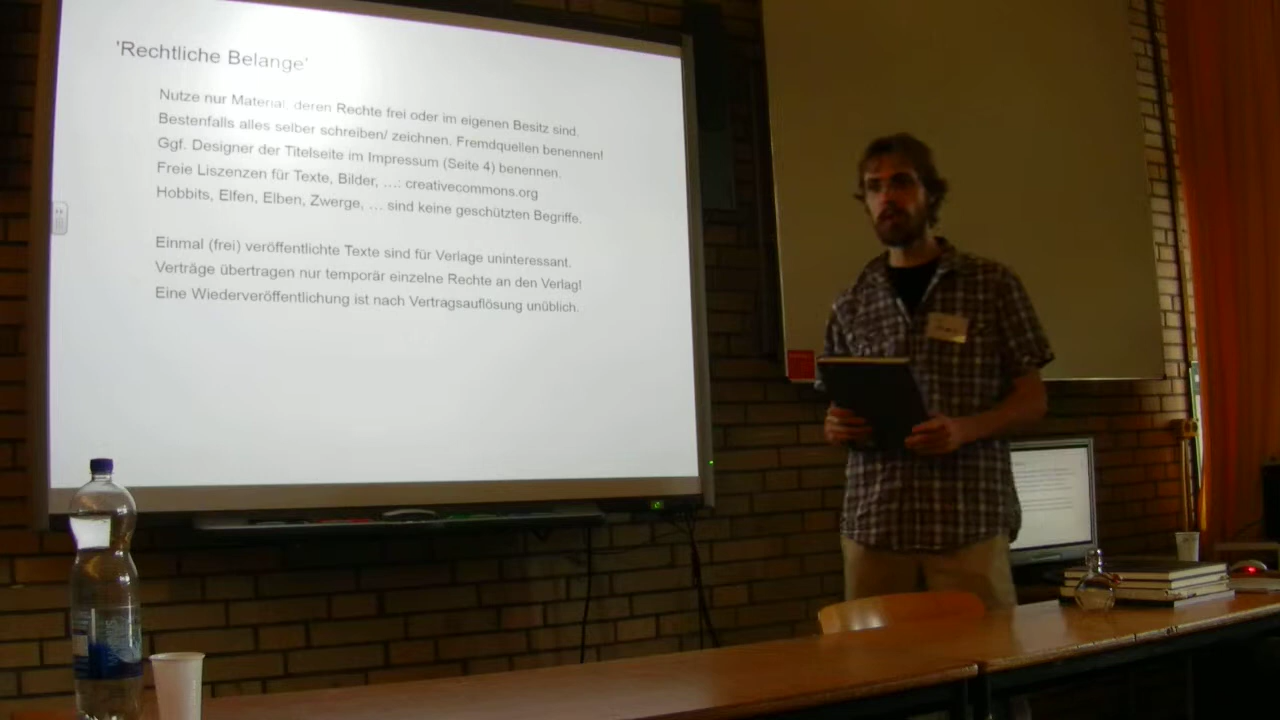 'Rechtliche Belange'
Nutze nur Material, deren Rechte frei oder im eigenen Besitz sind.
Bestenfalls alles selber schreiben/ zeichnen. Fremdquellen benennen!
Ggf. Designer der Titelseite im Impressum (Seite 4) benennen.
Freie Liszenzen für Texte, Bilder, ...: creativecommons.org
Hobbits, Elfen, Elben, Zwerge, ... sind keine geschützten Begriffe.
Einmal (frei) veröffentlichte Texte sind für Verlage uninteressant.
Verträge übertragen nur temporär einzelne Rechte an den Verlag!
Eine Wiederveröffentlichung ist nach Vertragsauflösung unüblich.